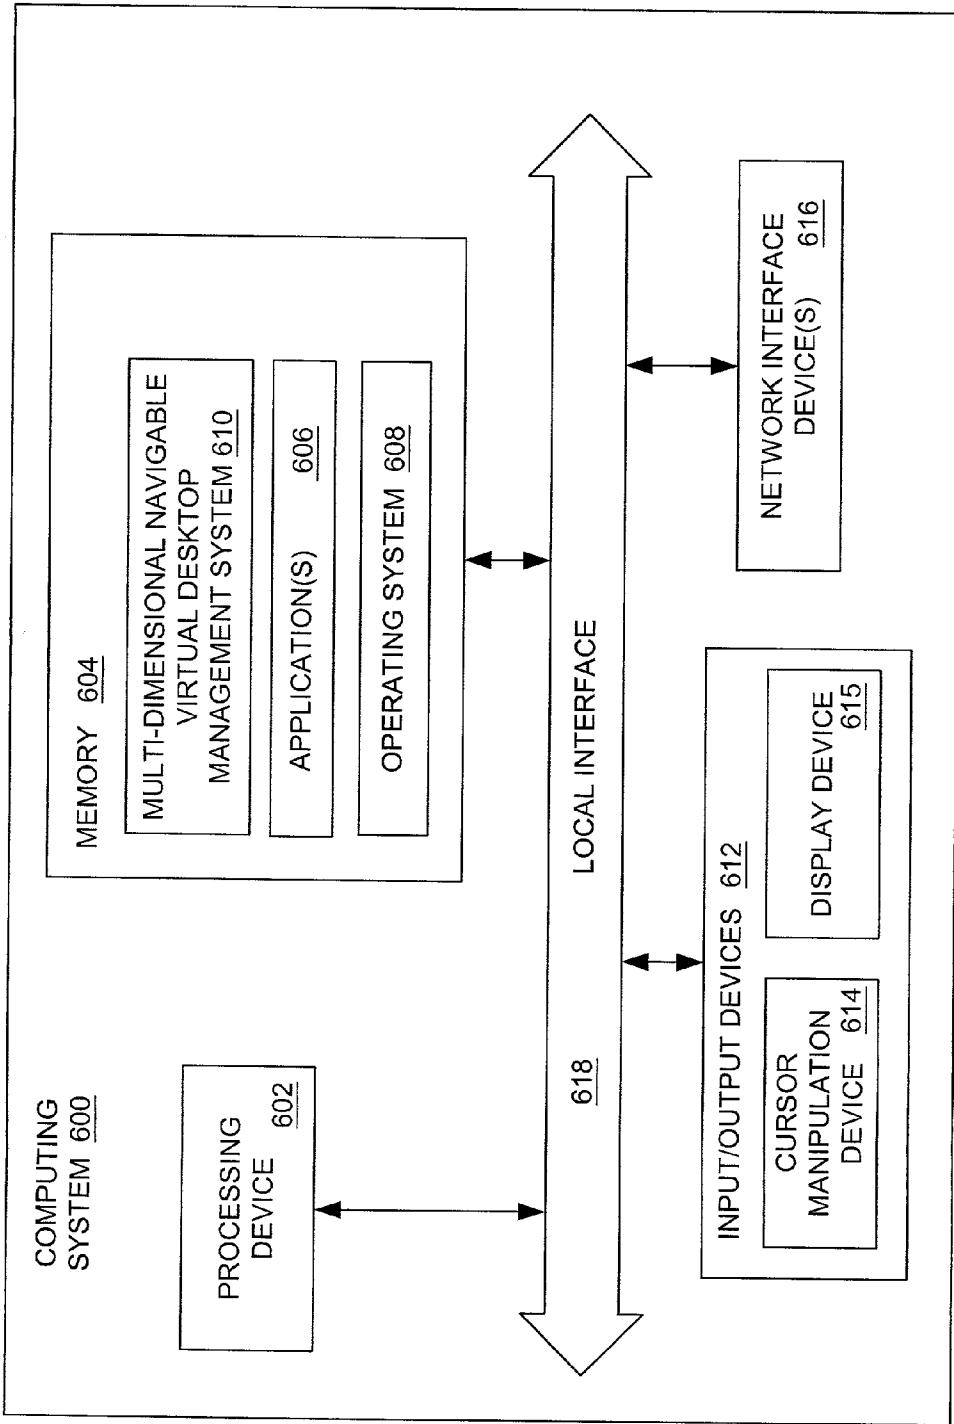 COMPUTING
SYSTEM 600
PROCESSING
DEVICE
602
MEMORY 604
MULTI-DIMENSIONAL NAVIGABLE
VIRTUAL DESKTOP
MANAGEMENT SYSTEM 610
APPLICATION(S) 606
OPERATING SYSTEM 608
618
LOCAL INTERFACE
INPUT/OUTPUT DEVICES 612
CURSOR
MANIPULATION
DEVICE 614
DISPLAY DEVICE
615
NETWORK INTERFACE
DEVICE(S) 616